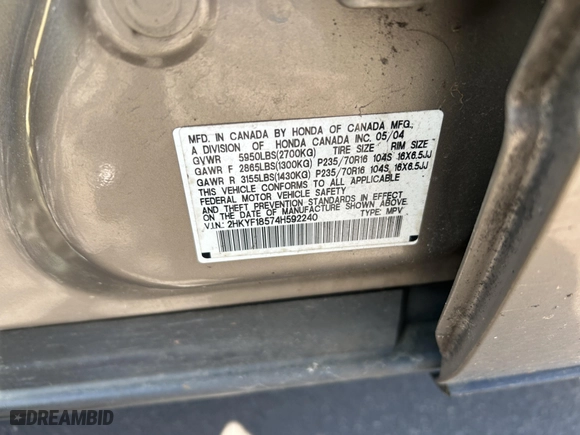 MFD. IN CANADA BY HONDA OF CANADA MFG.,
A DIVISION OF HONDA CANADA INC. 05/04
GVWR 5950LBS(2700KG) TIRE SIZE RIM SIZE
GAWR F 2865LBS(1300KG) P235/70R16 104S 16X6.5JJ
GAWR R 3155LBS(1430KG) P235/70R16 104S 16X6.5JJ
THIS VEHICLE CONFORMS TO ALL APPLICABLE
FEDERAL MOTOR VEHICLE SAFETY
AND THEFT PREVENTION STANDARDS IN EFFECT
ON THE DATE OF MANUFACTURE SHOWN ABOVE.
V.I.N.: 2HKYF18574H592240 TYPE: MPV
DREAMBID